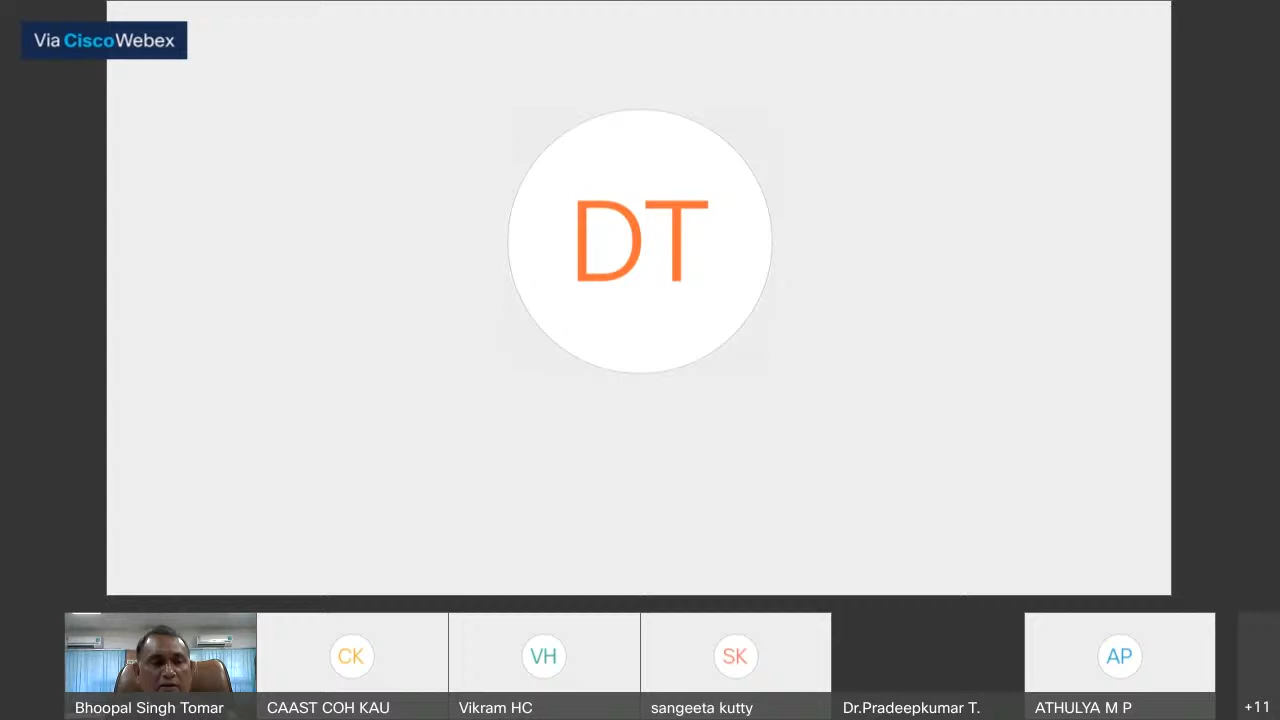 Via CiscoWebex
DT
CK
VH
SK
AP
Bhoopal Singh Tomar
CAAST COH KAU
Vikram HC
sangeeta kutty
Dr.Pradeepkumar T.
ATHULYA M P
+11